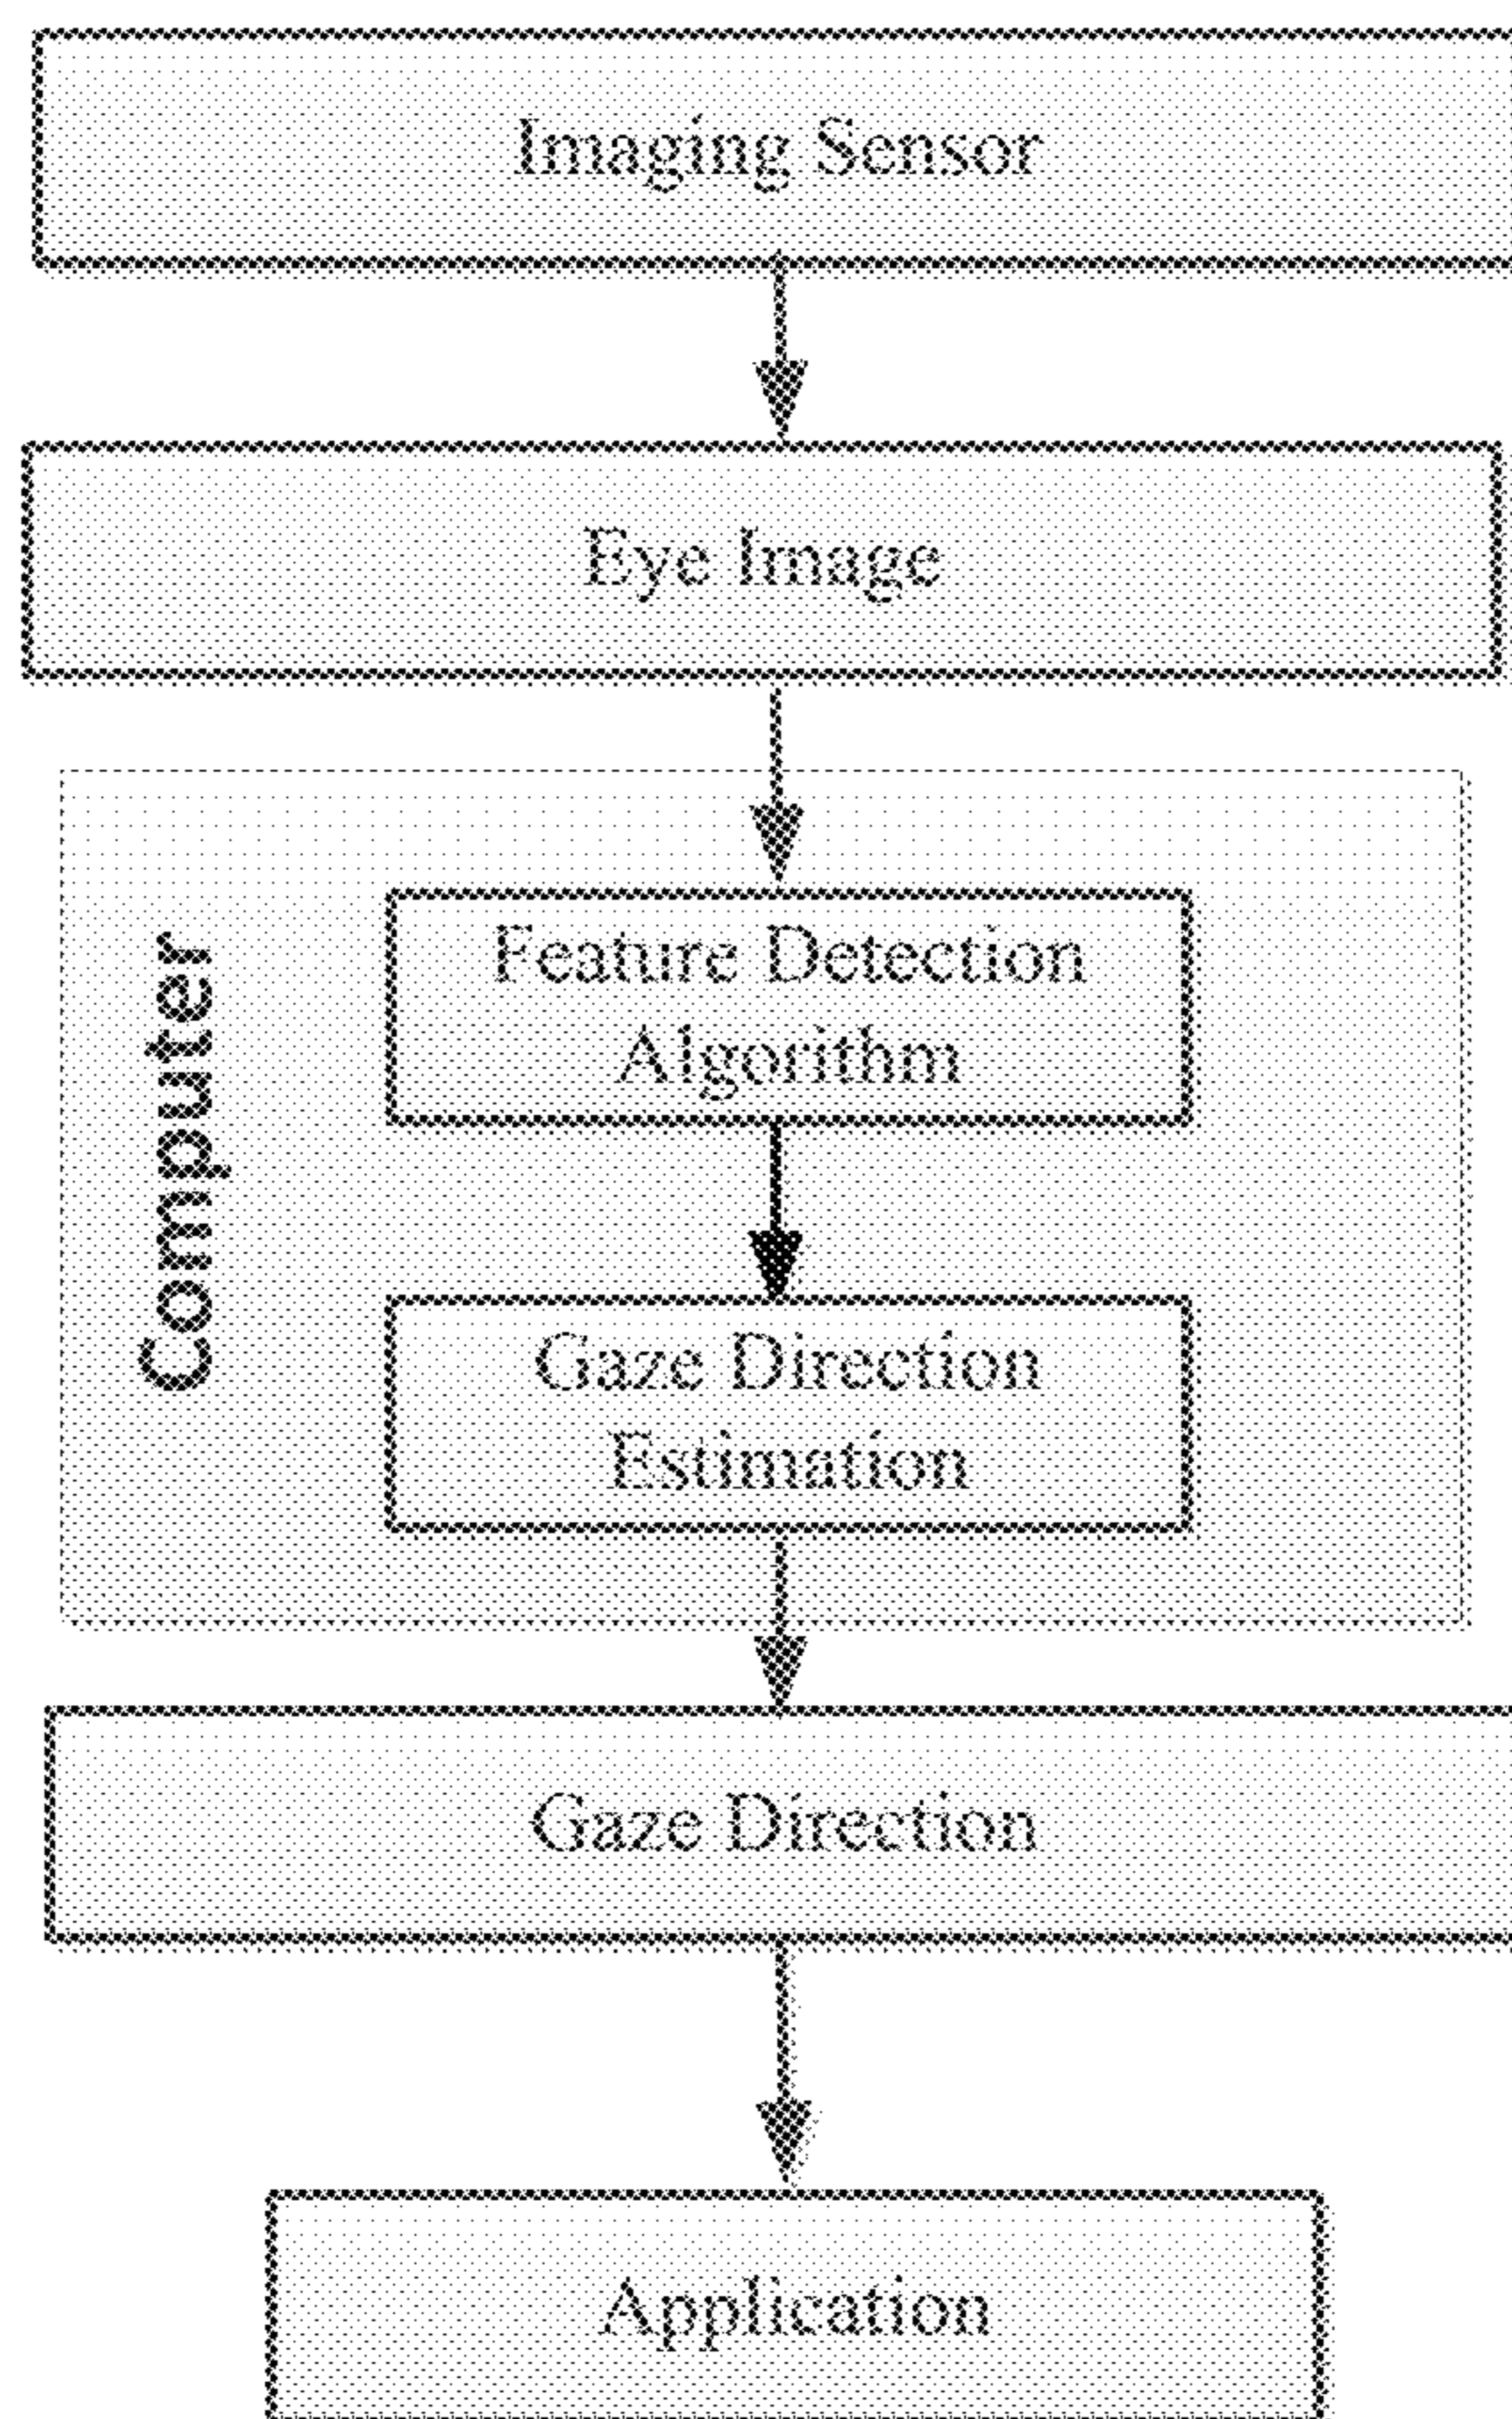 Imaging Sensor
Eye Image
Computer
Feature Detection
Algorithm
Gaze Direction
Estimation
Gaze Direction
Application